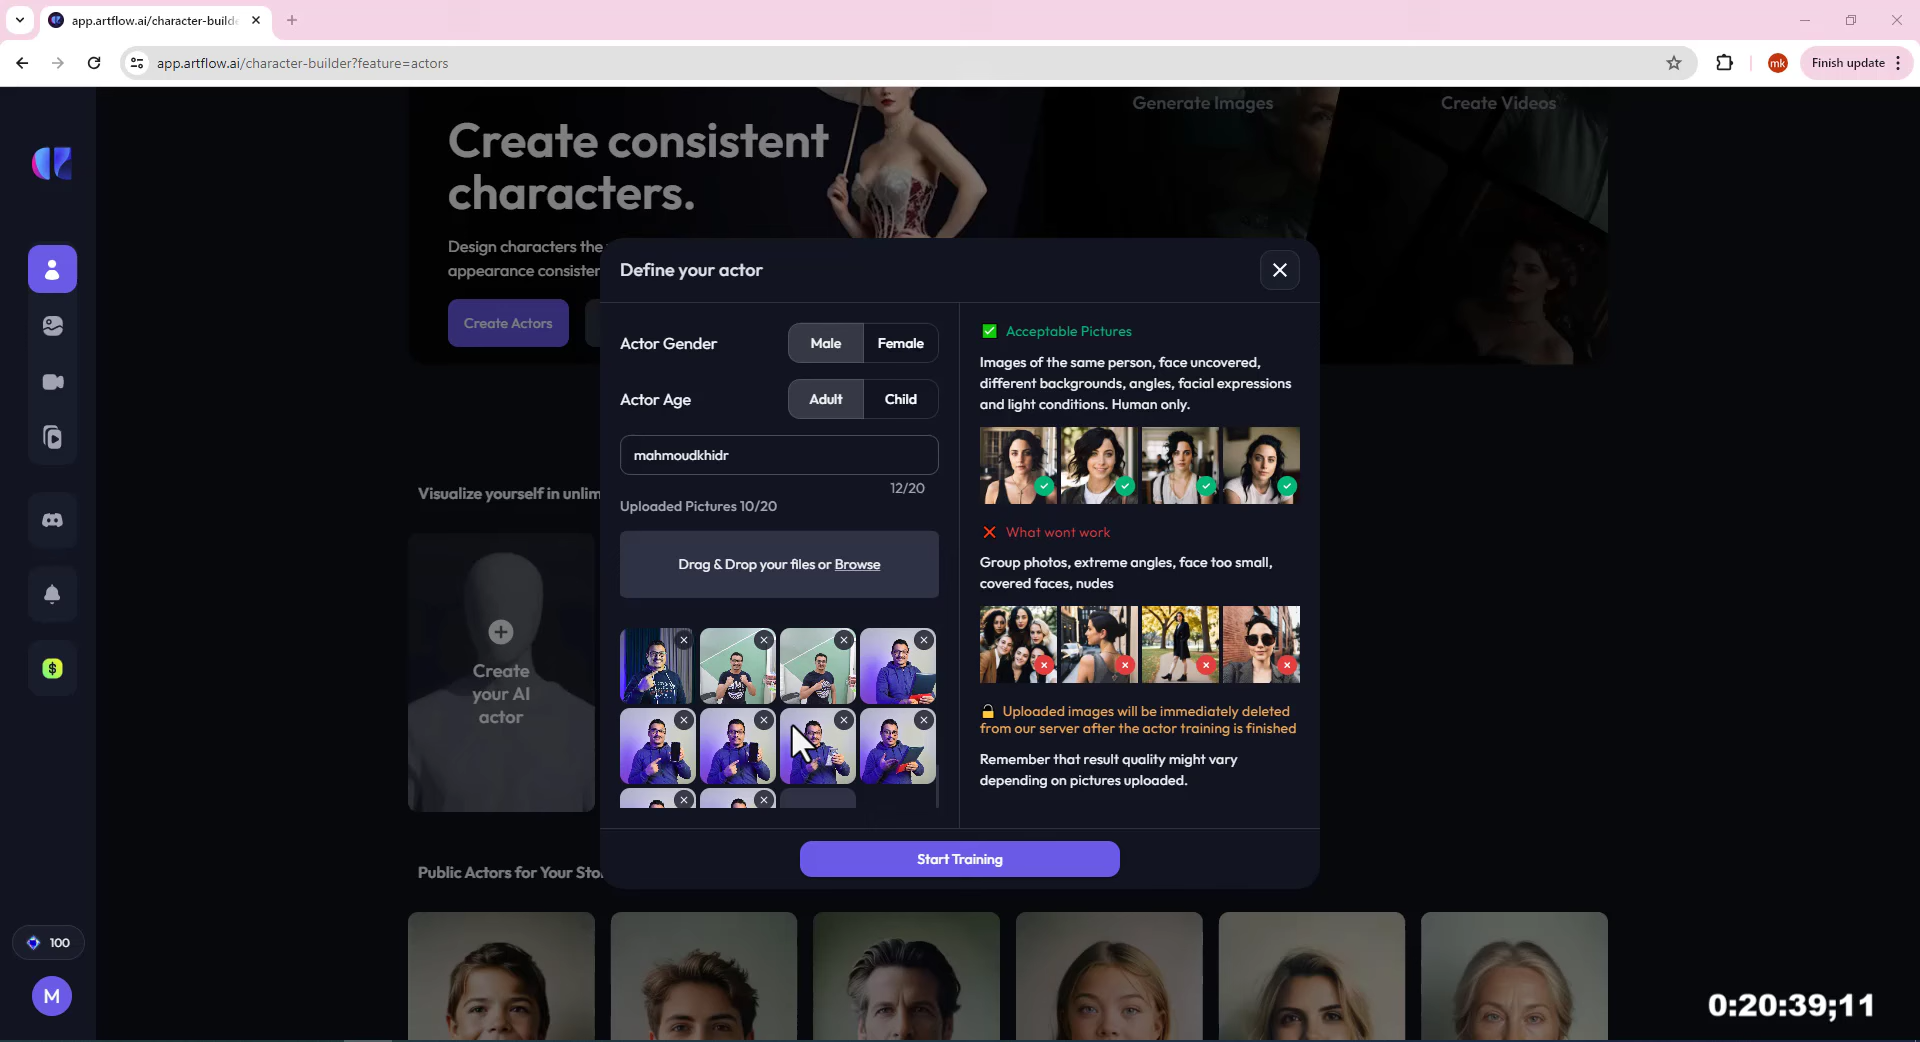 app.artflow.ai/character-builde
app.artflow.ai/character-builder?feature=actors
mk
Finish update
Generate Images
Create Videos
Create consistent
characters.
Design characters the
appearance consisten
Create Actors
Define your actor
Actor Gender
Male
Female
Actor Age
Adult
Child
mahmoudkhidr
12/20
Uploaded Pictures 10/20
Drag & Drop your files or Browse
Acceptable Pictures
Images of the same person, face uncovered,
different backgrounds, angles, facial expressions
and light conditions. Human only.
What wont work
Group photos, extreme angles, face too small,
covered faces, nudes
Uploaded images will be immediately deleted
from our server after the actor training is finished
Remember that result quality might vary
depending on pictures uploaded.
Start Training
Visualize yourself in unlim
Create
your AI
actor
Public Actors for Your Sto
100
M
0:20:39;11